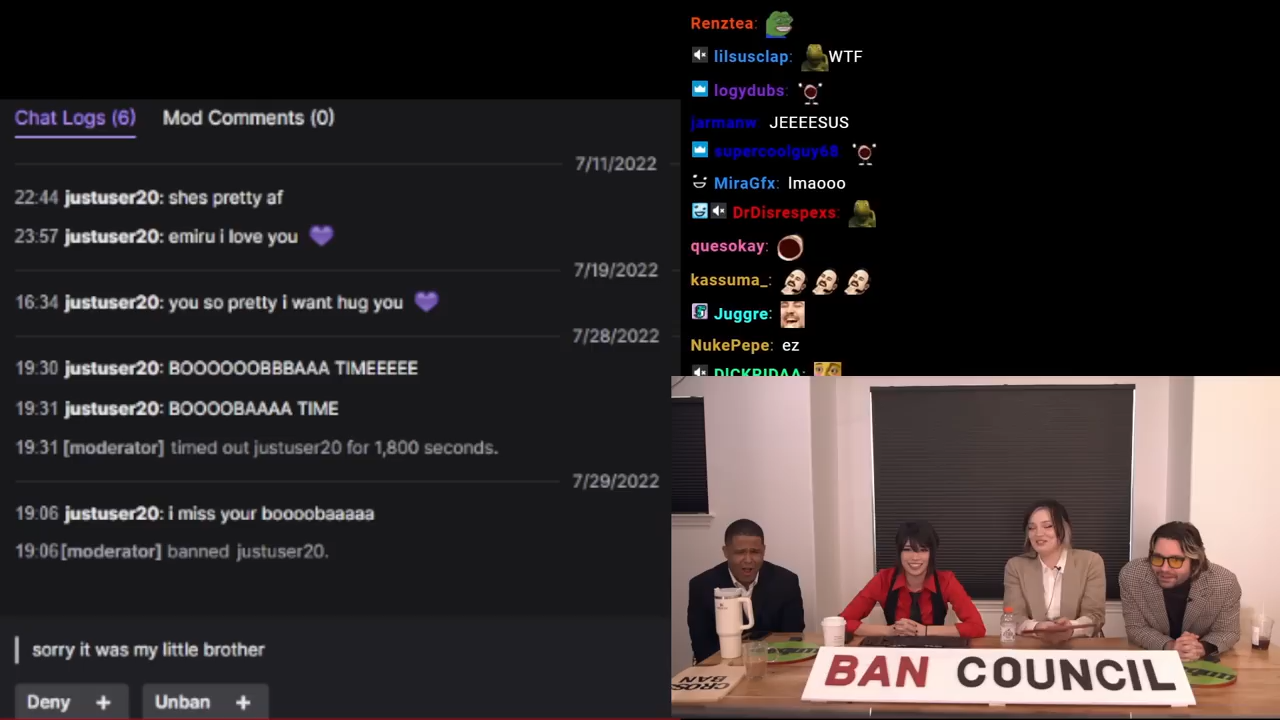 Chat Logs (6) Mod Comments (0)
7/11/2022
22:44 justuser20: shes pretty af
23:57 justuser20: emiru i love you
7/19/2022
16:34 justuser20: you so pretty i want hug you
7/28/2022
19:30 justuser20: BOOOOOOBBBAAA TIMEEEEE
19:31 justuser20: BOOOOBAAAA TIME
19:31 [moderator] timed out justuser20 for 1,800 seconds.
7/29/2022
19:06 justuser20: i miss your boooobaaaaa
19:06 [moderator] banned justuser20.
sorry it was my little brother
Deny + Unban +
Renztea:
lilsusclap: WTF
logydubs:
jarmanw JEEEESUS
supercoolguy68
MiraGfx: lmaooo
DrDisrespexs:
quesokay:
kassuma_:
Juggre:
NukePepe: ez
BAN COUNCIL